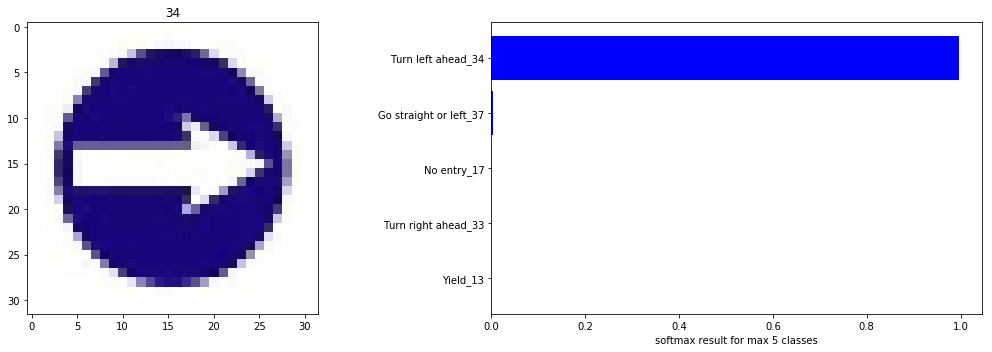 34
0
5
10
15
20
25
30
0 5 10 15 20 25 30
Turn left ahead_34
Go straight or left_37
No entry_17
Turn right ahead_33
Yield_13
0.0 0.2 0.4 0.6 0.8 1.0
softmax result for max 5 classes